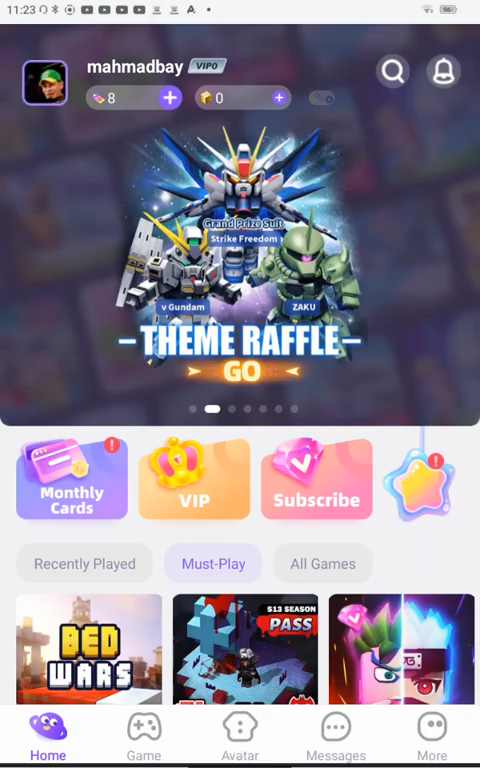 11:23
96
mahmadbay VIP0
8
0
Grand Prize Suit
Strike Freedom
ν Gundam
ZAKU
THEME RAFFLE
GO
Monthly
Cards
VIP
Subscribe
Recently Played
Must-Play
All Games
BED
WARS
S13 SEASON
PASS
Home
Game
Avatar
Messages
More